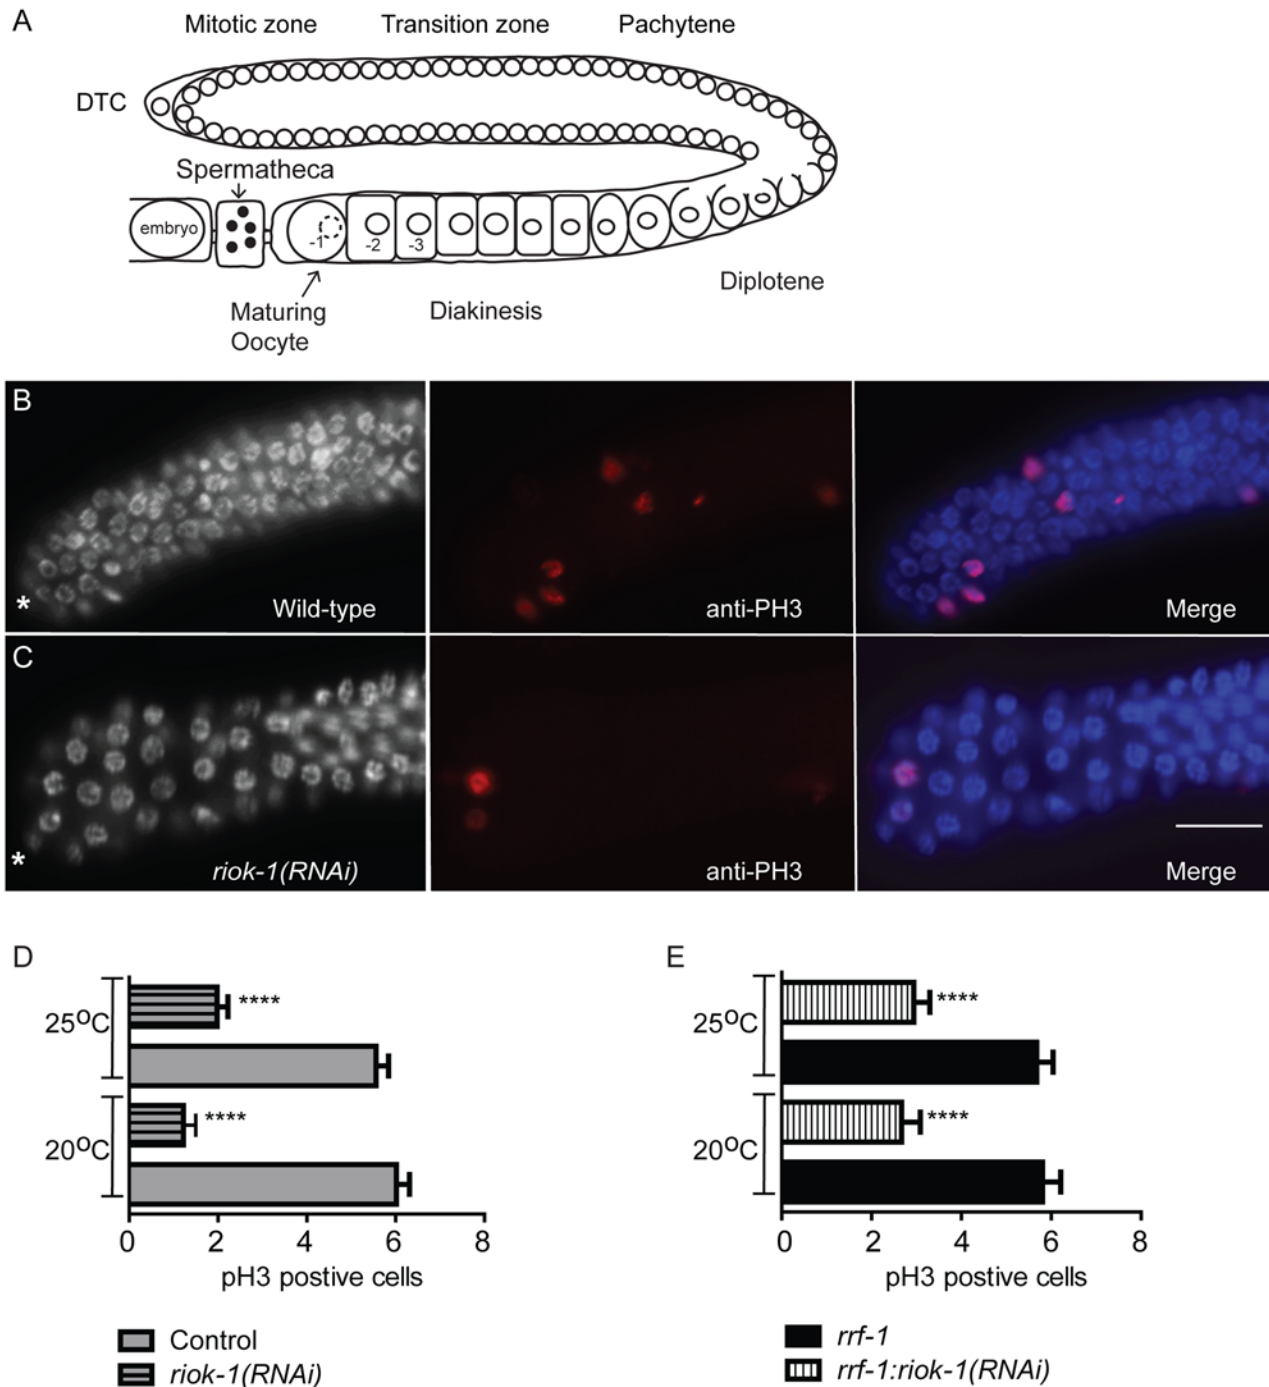 A
Mitotic zone Transition zone Pachytene
DTC
Spermatheca
embryo
-1 -2 -3
Maturing
Oocyte
Diakinesis
Diplotene
B
* Wild-type anti-PH3 Merge
C
* riok-1(RNAi) anti-PH3 Merge
D
25°C ****
20°C ****
0 2 4 6 8
pH3 postive cells
Control
riok-1(RNAi)
E
25°C ****
20°C ****
0 2 4 6 8
pH3 postive cells
rrf-1
rrf-1:riok-1(RNAi)